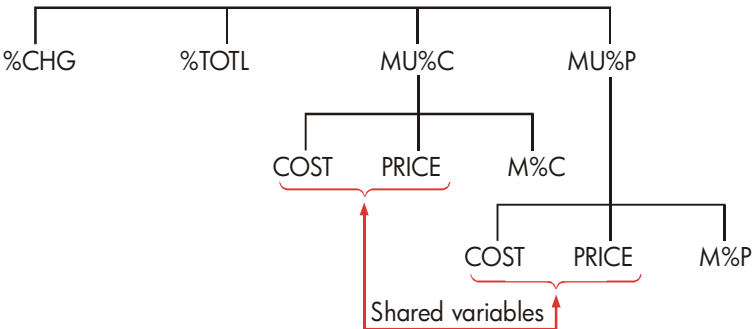 %CHG %TOTL MU%C MU%P
COST PRICE M%C
COST PRICE M%P
Shared variables